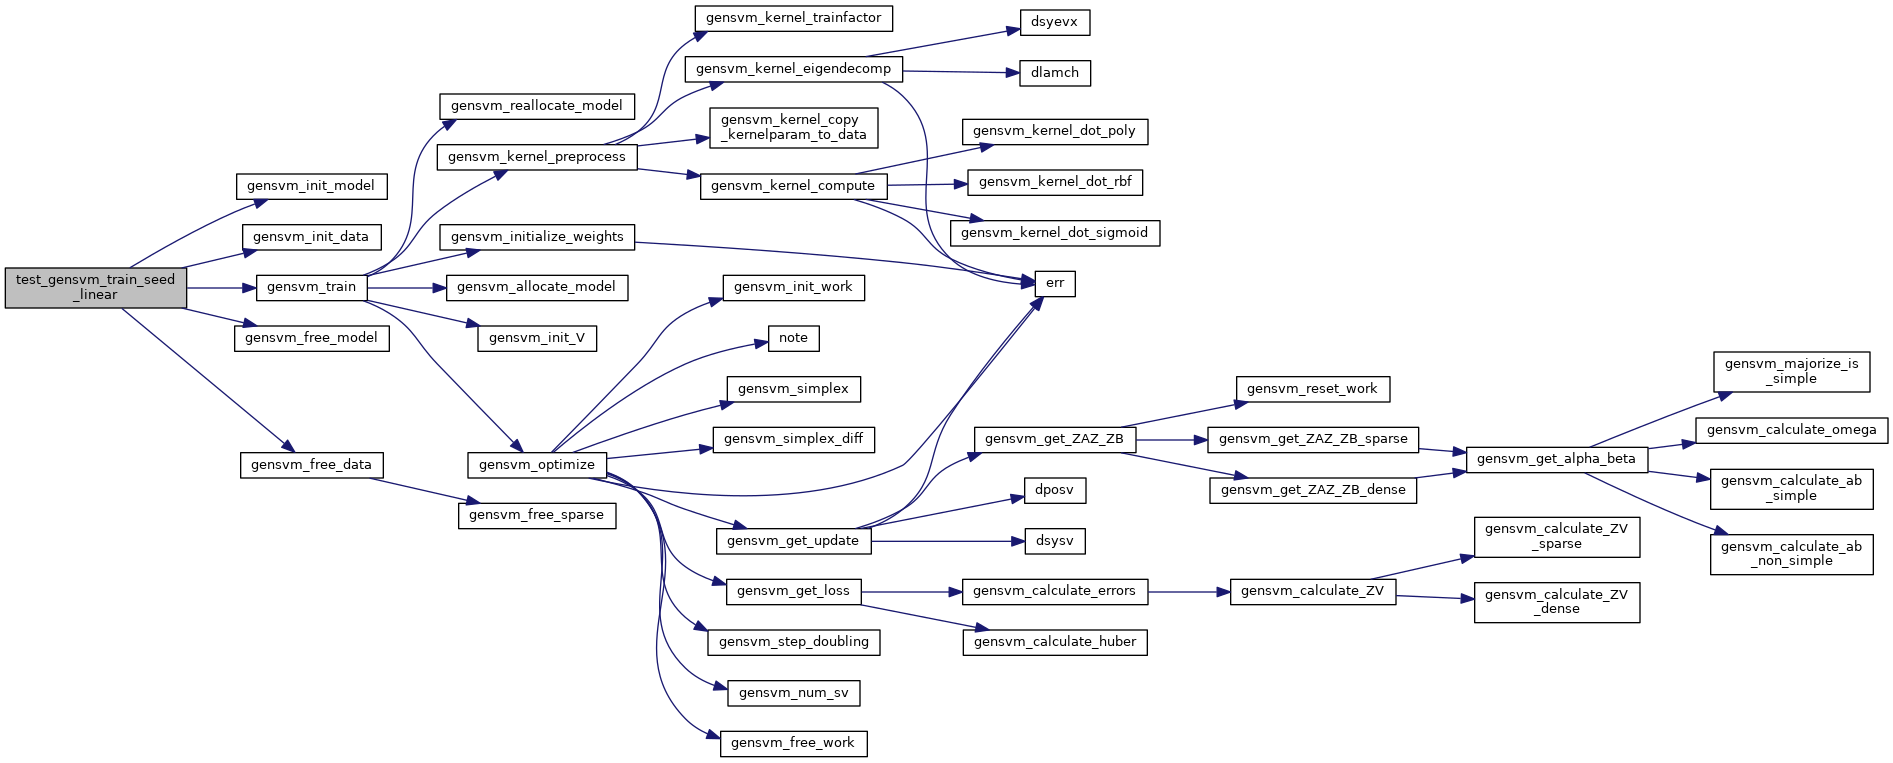 test_gensvm_train_seed
_linear
gensvm_init_model
gensvm_init_data
gensvm_train
gensvm_free_model
gensvm_free_data
gensvm_reallocate_model
gensvm_kernel_preprocess
gensvm_initialize_weights
gensvm_allocate_model
gensvm_init_V
gensvm_optimize
gensvm_free_sparse
gensvm_kernel_trainfactor
gensvm_kernel_eigendecomp
gensvm_kernel_copy
_kernelparam_to_data
gensvm_kernel_compute
gensvm_init_work
note
gensvm_simplex
gensvm_simplex_diff
gensvm_get_update
gensvm_get_loss
gensvm_step_doubling
gensvm_num_sv
gensvm_free_work
dsyevx
dlamch
gensvm_kernel_dot_poly
gensvm_kernel_dot_rbf
gensvm_kernel_dot_sigmoid
err
gensvm_get_ZAZ_ZB
dposv
dsysv
gensvm_calculate_errors
gensvm_calculate_huber
gensvm_reset_work
gensvm_get_ZAZ_ZB_sparse
gensvm_get_ZAZ_ZB_dense
gensvm_calculate_ZV
gensvm_get_alpha_beta
gensvm_calculate_ZV
_sparse
gensvm_calculate_ZV
_dense
gensvm_majorize_is
_simple
gensvm_calculate_omega
gensvm_calculate_ab
_simple
gensvm_calculate_ab
_non_simple